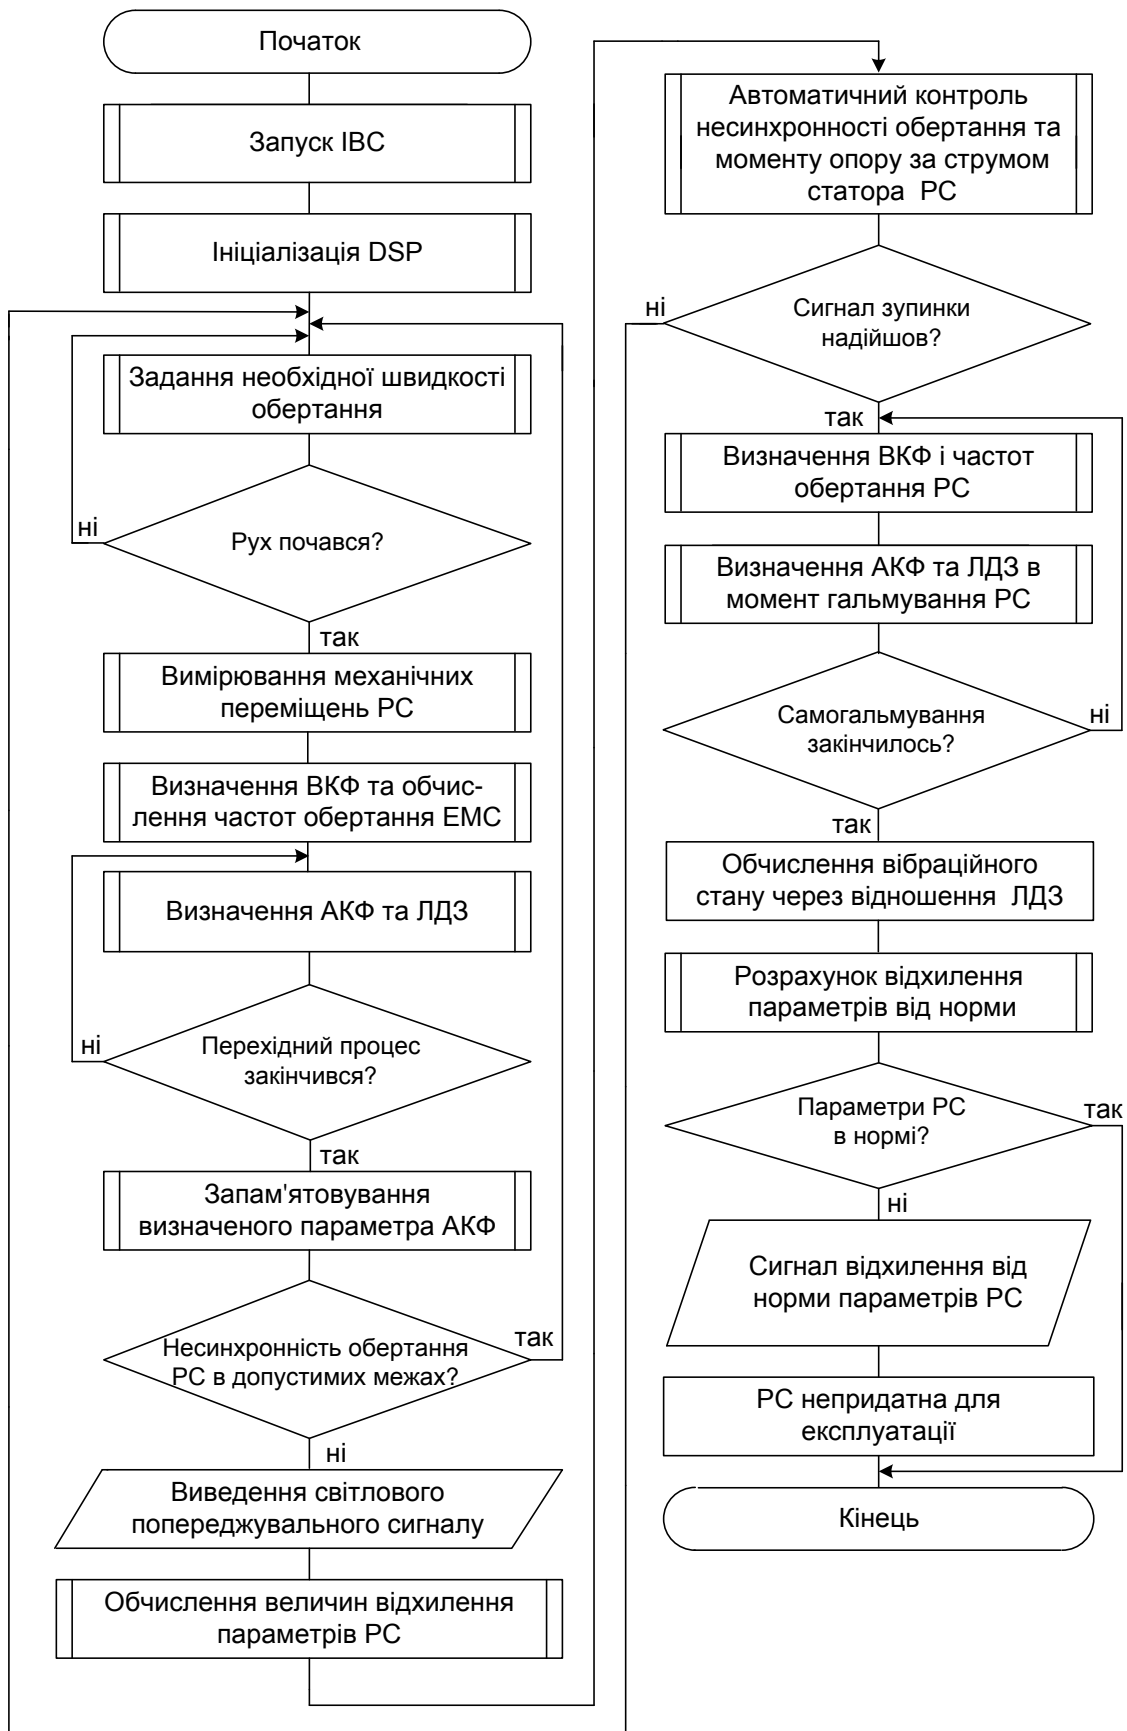 Початок
Запуск ІВС
Ініціалізація DSP
Задання необхідної швидкості
обертання
ні
Рух почався?
так
Вимірювання механічних
переміщень РС
Визначення ВКФ та обчис-
лення частот обертання ЕМС
Визначення АКФ та ЛДЗ
ні
Перехідний процес
закінчився?
так
Запам'ятовування
визначеного параметра АКФ
Несинхронність обертання
РС в допустимих межах?
так
ні
Виведення світлового
попереджувального сигналу
Обчислення величин відхилення
параметрів РС
Автоматичний контроль
несинхронності обертання та
моменту опору за струмом
статора РС
ні
Сигнал зупинки
надійшов?
так
Визначення ВКФ і частот
обертання РС
Визначення АКФ та ЛДЗ в
момент гальмування РС
Самогальмування
закінчилось?
ні
так
Обчислення вібраційного
стану через відношення ЛДЗ
Розрахунок відхилення
параметрів від норми
Параметри РС
в нормі?
так
ні
Сигнал відхилення від
норми параметрів РС
РС непридатна для
експлуатації
Кінець